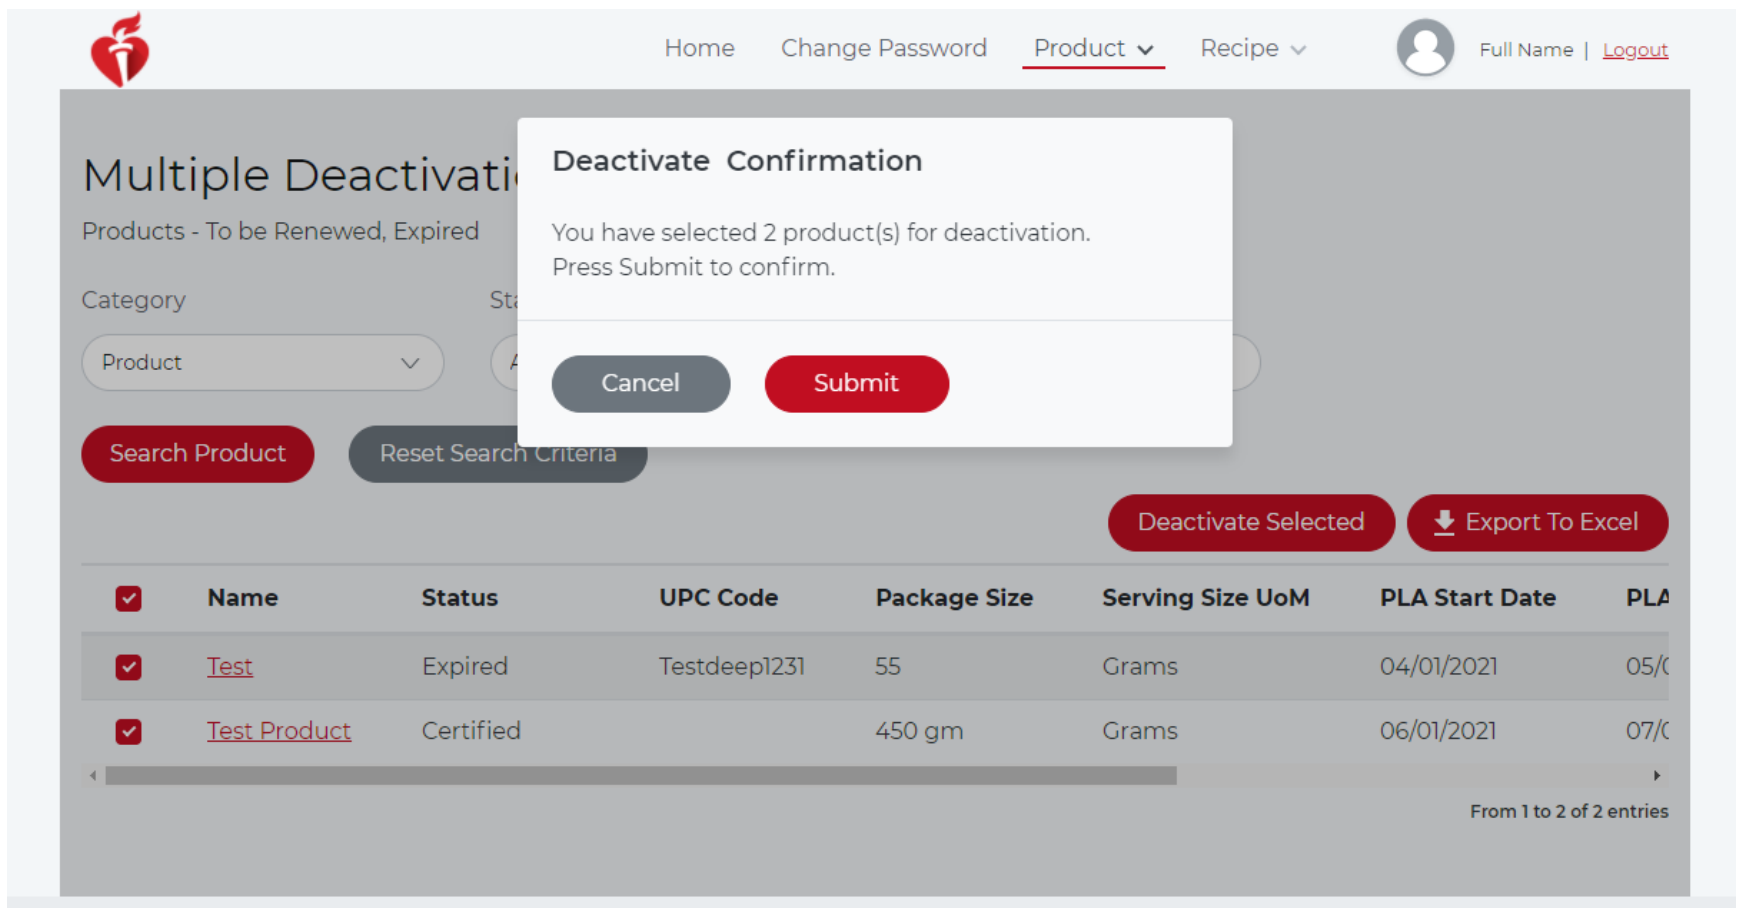 Home Change Password Product Recipe Full Name | Logout
Deactivate Confirmation
Multiple
Products - To be Renewed, Expired
You have selected 2 product(s) for deactivation.
Press Submit to confirm.
Category
Product
Cancel Submit
Search Product Reset Search Criteria
Deactivate Selected Export To Excel
Name Status UPC Code Package Size Serving Size UoM PLA Start Date PLA
Test Expired Testdeep1231 55 Grams 04/01/2021
Test Product Certified 450 gm Grams 06/01/2021
From 1 to 2 of 2 entries